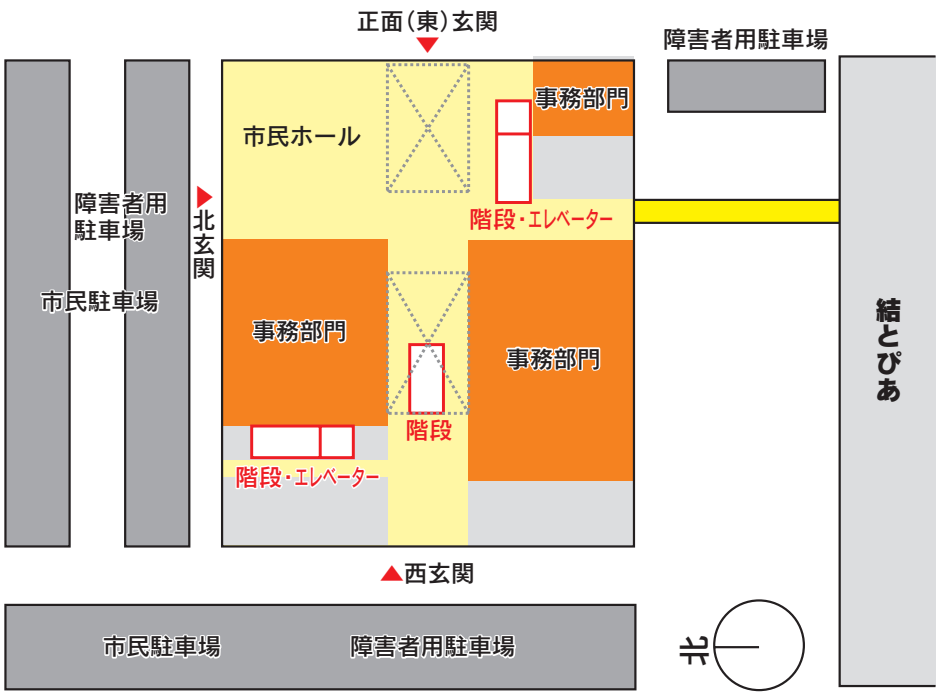 正面(東)玄関
障害者用駐車場
事務部門
市民ホール
障害者用
駐車場
北玄関
階段・エレベーター
市民駐車場
事務部門
事務部門
結とぴあ
階段
階段・エレベーター
西玄関
市民駐車場
障害者用駐車場
北